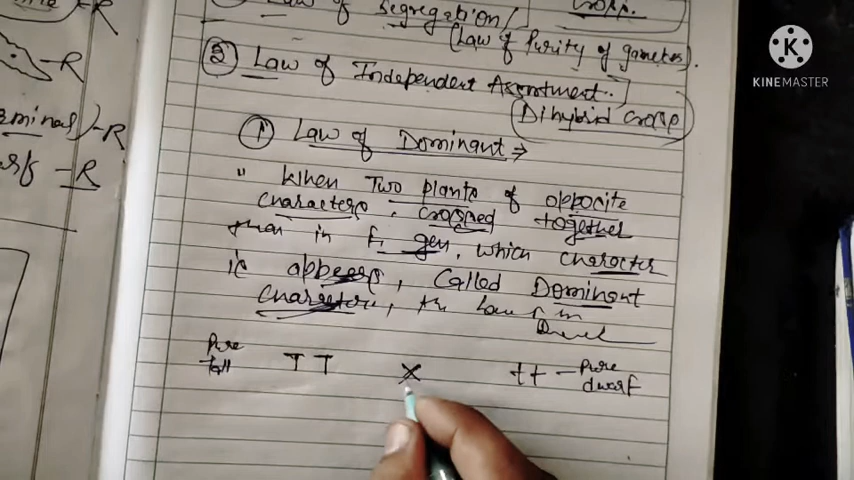 Law of Segregation/
Cross.
(Law of Purity of gametes).
② Law of Independent Assortment.
Dihybrid cross
① Law of Dominant →
" When Two plants of opposite
characters, crossed together
than in F1 gen, which character
is appears, Called Dominant
Character, the
Pure
Tall
T T
×
tt - Pure
dwarf
-R
-R
-R
-R
K
KINEMASTER